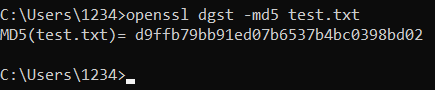 C:\Users\1234>openssl dgst -md5 test.txt
MD5(test.txt)= d9ffb79bb91ed07b6537b4bc0398bd02
C:\Users\1234>